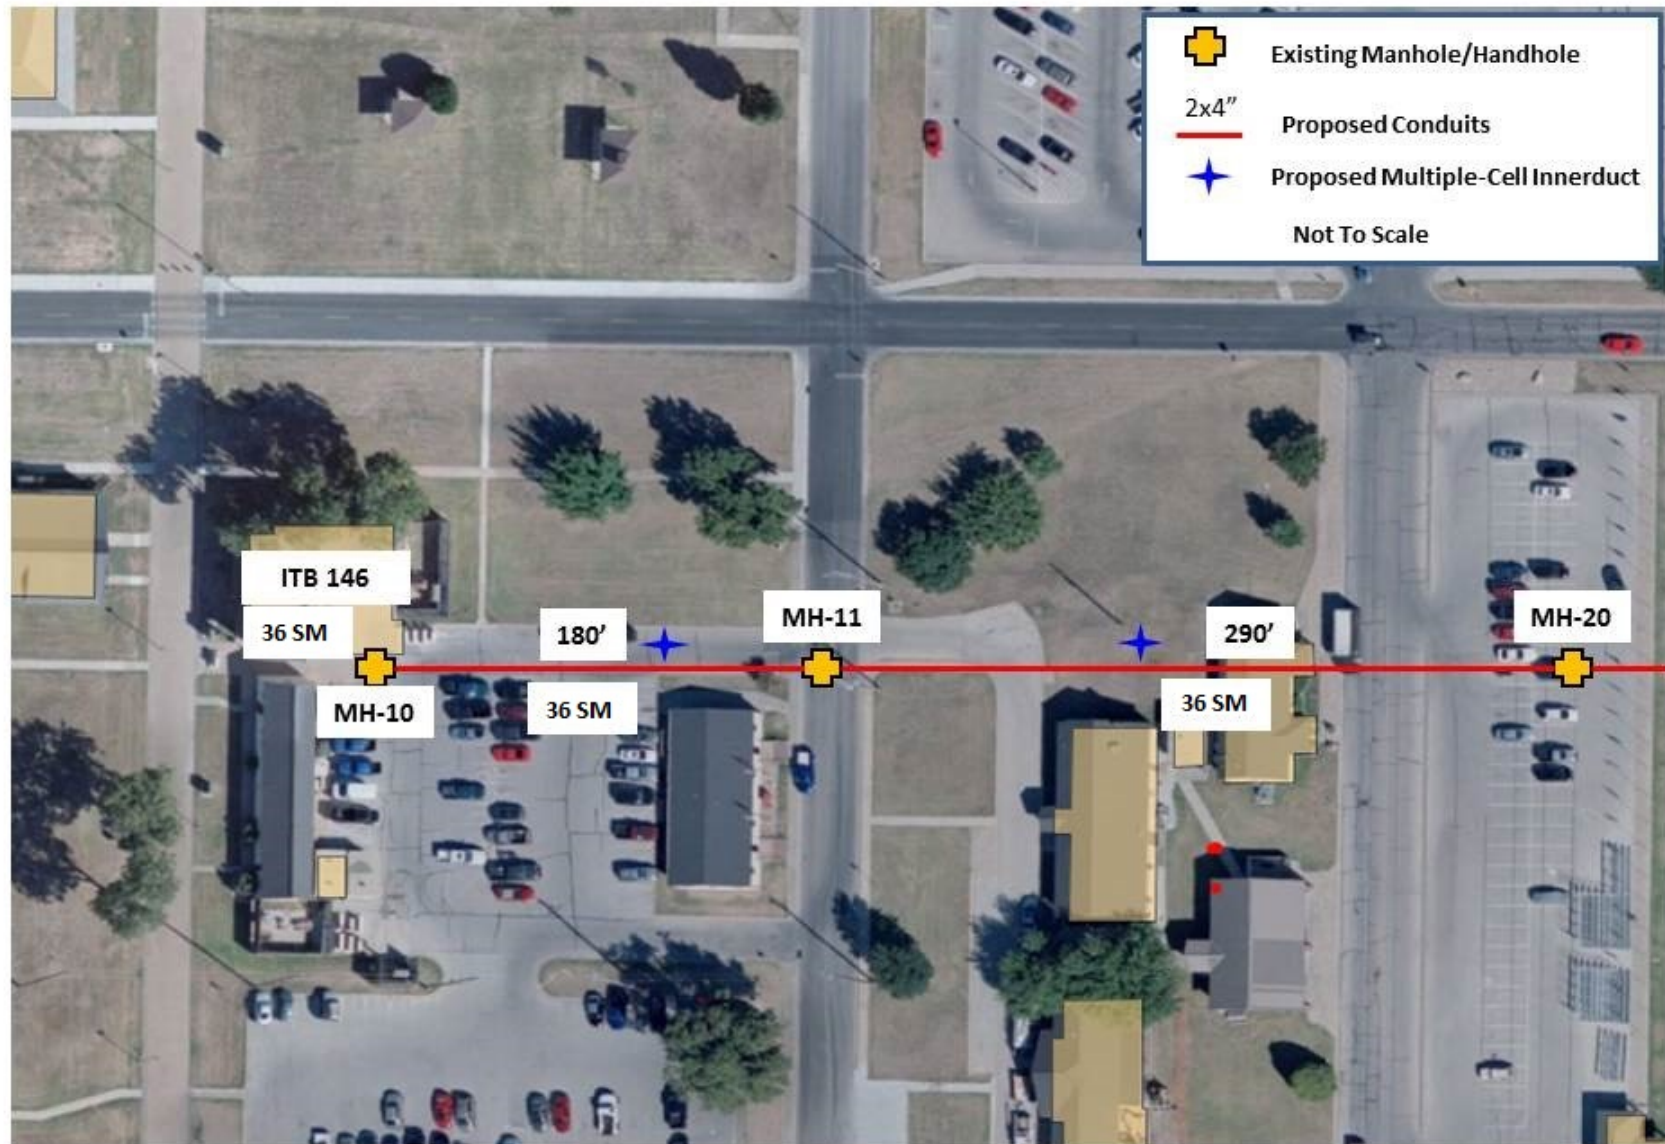 Existing Manhole/Handhole
2x4”
Proposed Conduits
Proposed Multiple-Cell Innerduct
Not To Scale
ITB 146
36 SM
180’
MH-11
290’
MH-20
MH-10
36 SM
36 SM